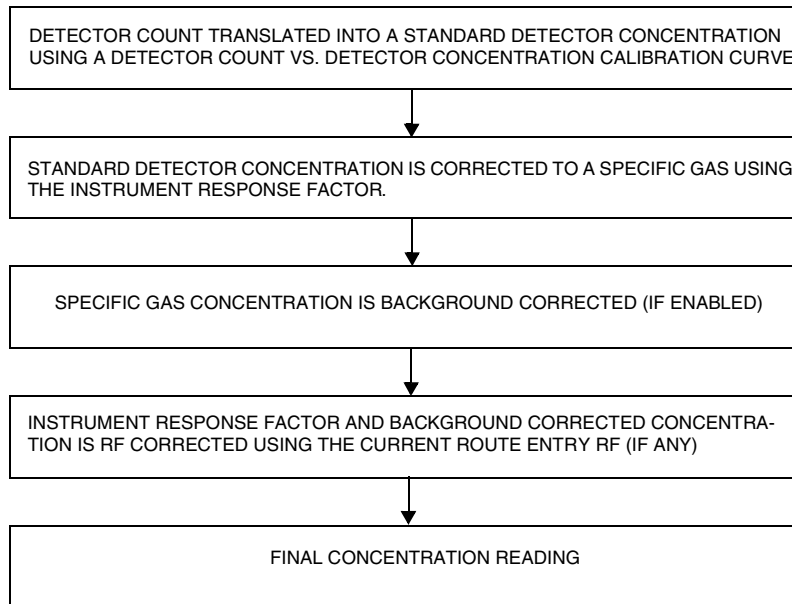 DETECTOR COUNT TRANSLATED INTO A STANDARD DETECTOR CONCENTRATION
USING A DETECTOR COUNT VS. DETECTOR CONCENTRATION CALIBRATION CURVE
STANDARD DETECTOR CONCENTRATION IS CORRECTED TO A SPECIFIC GAS USING
THE INSTRUMENT RESPONSE FACTOR.
SPECIFIC GAS CONCENTRATION IS BACKGROUND CORRECTED (IF ENABLED)
INSTRUMENT RESPONSE FACTOR AND BACKGROUND CORRECTED CONCENTRA-
TION IS RF CORRECTED USING THE CURRENT ROUTE ENTRY RF (IF ANY)
FINAL CONCENTRATION READING